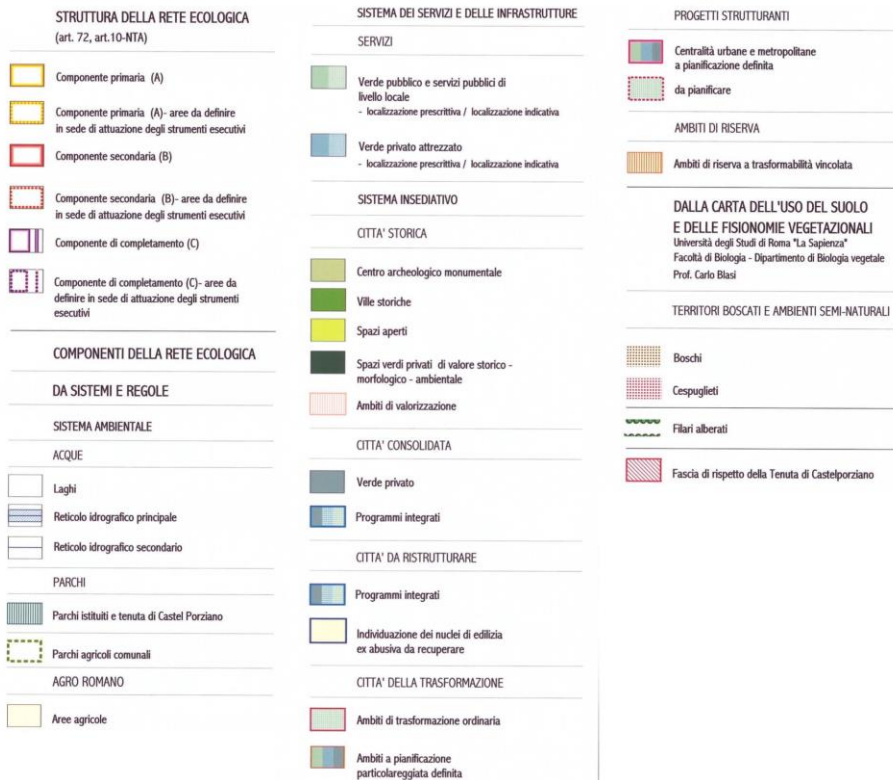 STRUTTURA DELLA RETE ECOLOGICA
(art. 72, art.10-NTA)
Componente primaria (A)
Componente primaria (A)- aree da definire
in sede di attuazione degli strumenti esecutivi
Componente secondaria (B)
Componente secondaria (B)- aree da definire
in sede di attuazione degli strumenti esecutivi
Componente di completamento (C)
Componente di completamento (C)- aree da
definire in sede di attuazione degli strumenti
esecutivi
COMPONENTI DELLA RETE ECOLOGICA
DA SISTEMI E REGOLE
SISTEMA AMBIENTALE
ACQUE
Laghi
Reticolo idrografico principale
Reticolo idrografico secondario
PARCHI
Parchi istituiti e tenuta di Castel Porziano
Parchi agricoli comunali
AGRO ROMANO
Aree agricole
SISTEMA DEI SERVIZI E DELLE INFRASTRUTTURE
SERVIZI
Verde pubblico e servizi pubblici di
livello locale
- localizzazione prescrittiva / localizzazione indicativa
Verde privato attrezzato
- localizzazione prescrittiva / localizzazione indicativa
SISTEMA INSEDIATIVO
CITTA' STORICA
Centro archeologico monumentale
Ville storiche
Spazi aperti
Spazi verdi privati di valore storico -
morfologico - ambientale
Ambiti di valorizzazione
CITTA' CONSOLIDATA
Verde privato
Programmi integrati
CITTA' DA RISTRUTTURARE
Programmi integrati
Individuazione dei nuclei di edilizia
ex abusiva da recuperare
CITTA' DELLA TRASFORMAZIONE
Ambiti di trasformazione ordinaria
Ambiti a pianificazione
particolareggiata definita
PROGETTI STRUTTURANTI
Centralità urbane e metropolitane
a pianificazione definita
da pianificare
AMBITI DI RISERVA
Ambiti di riserva a trasformabilità vincolata
DALLA CARTA DELL'USO DEL SUOLO
E DELLE FISIONOMIE VEGETAZIONALI
Università degli Studi di Roma "La Sapienza"
Facoltà di Biologia - Dipartimento di Biologia vegetale
Prof. Carlo Blasi
TERRITORI BOSCATI E AMBIENTI SEMI-NATURALI
Boschi
Cespuglieti
Filari alberati
Fascia di rispetto della Tenuta di Castelporziano